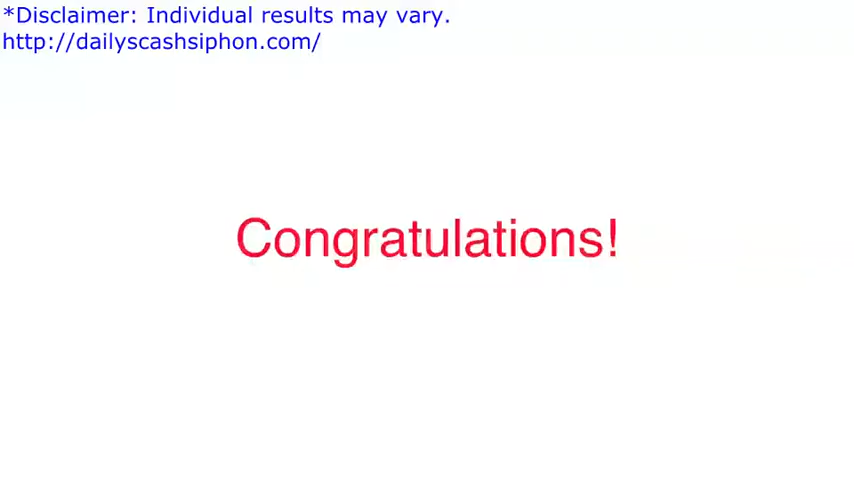 *Disclaimer: Individual results may vary.
http://dailyscashsiphon.com/
Congratulations!